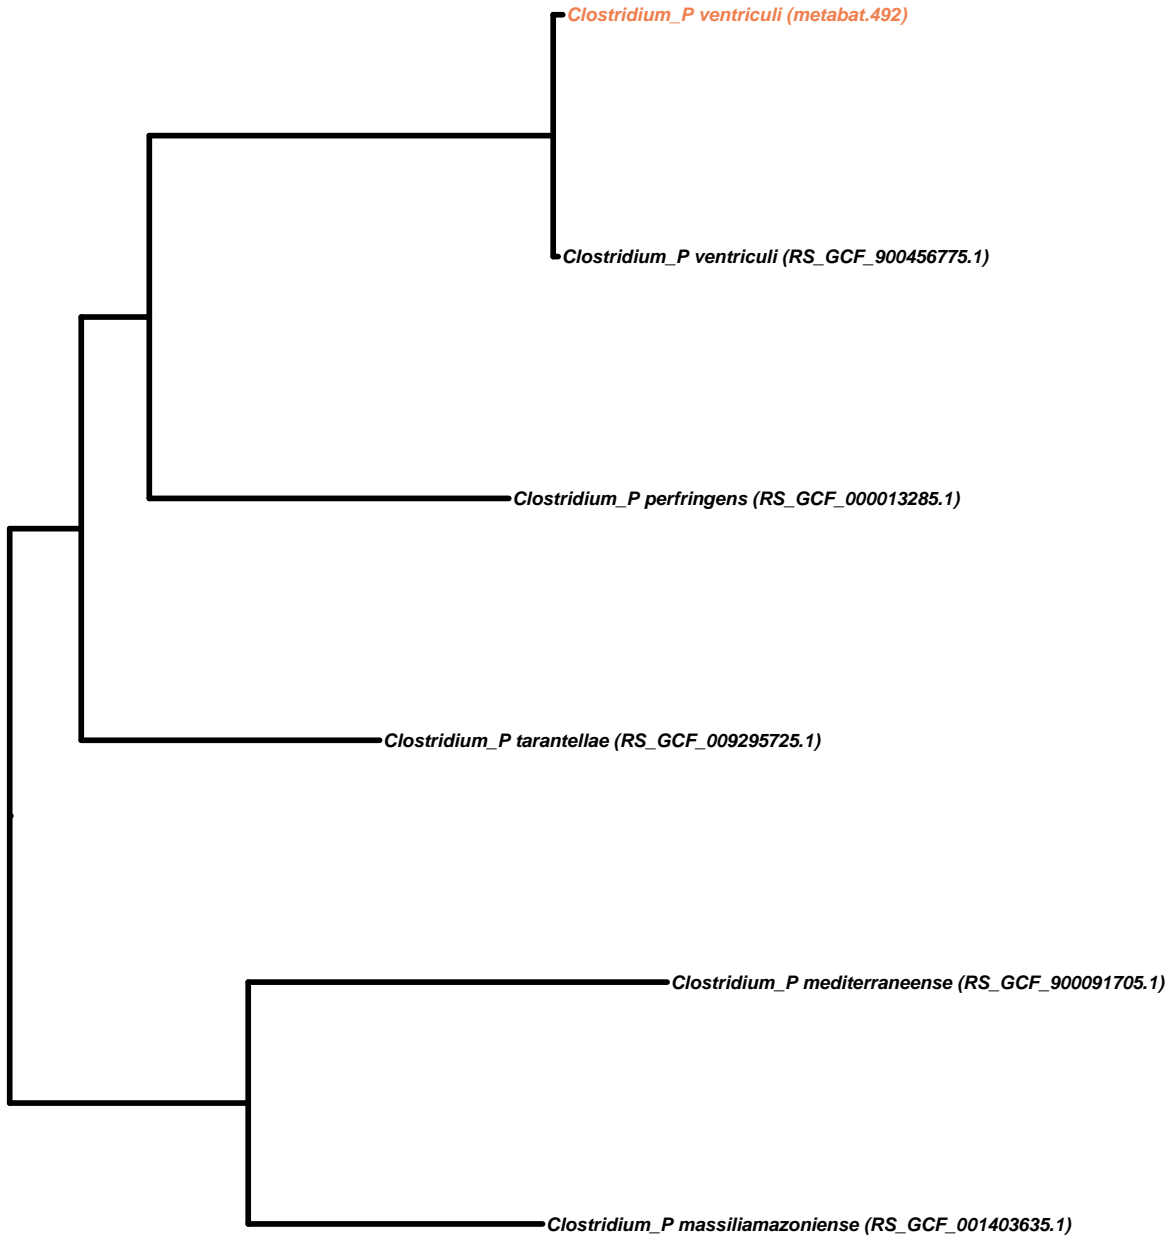 Clostridium_P ventriculi (metabat.492)
Clostridium_P ventriculi (RS_GCF_900456775.1)
Clostridium_P perfringens (RS_GCF_000013285.1)
Clostridium_P tarantellae (RS_GCF_009295725.1)
Clostridium_P mediterraneense (RS_GCF_900091705.1)
Clostridium_P massiliamazoniense (RS_GCF_001403635.1)